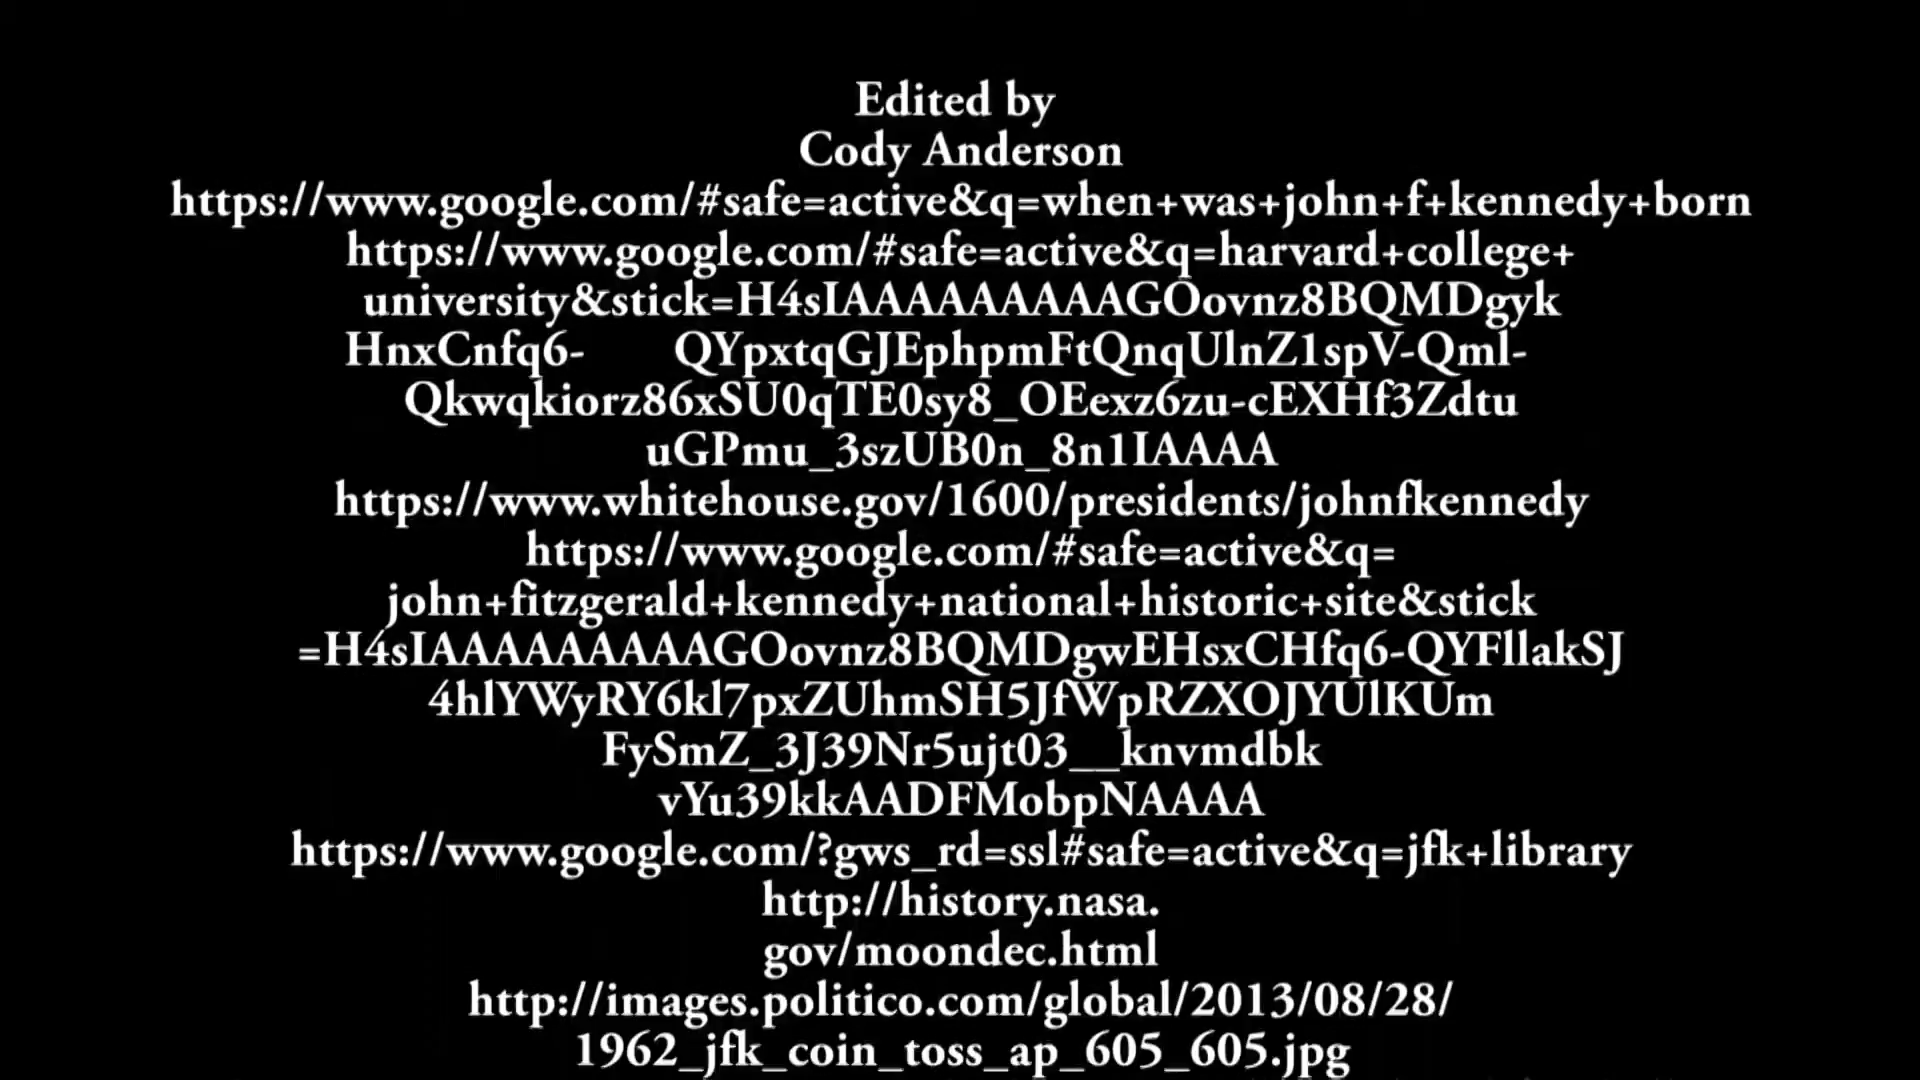 Edited by
Cody Anderson
https://www.google.com/#safe=active&q=when+was+john+f+kennedy+born
https://www.google.com/#safe=active&q=harvard+college+
university&stick=H4sIAAAAAAAAAGOovnz8BQMDgyk
HnxCnfq6- QYpxtqGJEphpmFtQnqUlnZ1spV-Qml-
Qkwqkiorz86xSU0qTE0sy8_OEexz6zu-cEXHf3Zdtu
uGPmu_3szUB0n_8n1IAAAA
https://www.whitehouse.gov/1600/presidents/johnfkennedy
https://www.google.com/#safe=active&q=
john+fitzgerald+kennedy+national+historic+site&stick
=H4sIAAAAAAAAAGOovnz8BQMDgwEHsxCHfq6-QYFllakSJ
4hlYWyRY6kl7pxZUhmSH5JfWpRZXOJYUlKUm
FySmZ_3J39Nr5ujt03__knvmdbk
vYu39kkAADFMobpNAAAA
https://www.google.com/?gws_rd=ssl#safe=active&q=jfk+library
http://history.nasa.
gov/moondec.html
http://images.politico.com/global/2013/08/28/
1962_jfk_coin_toss_ap_605_605.jpg